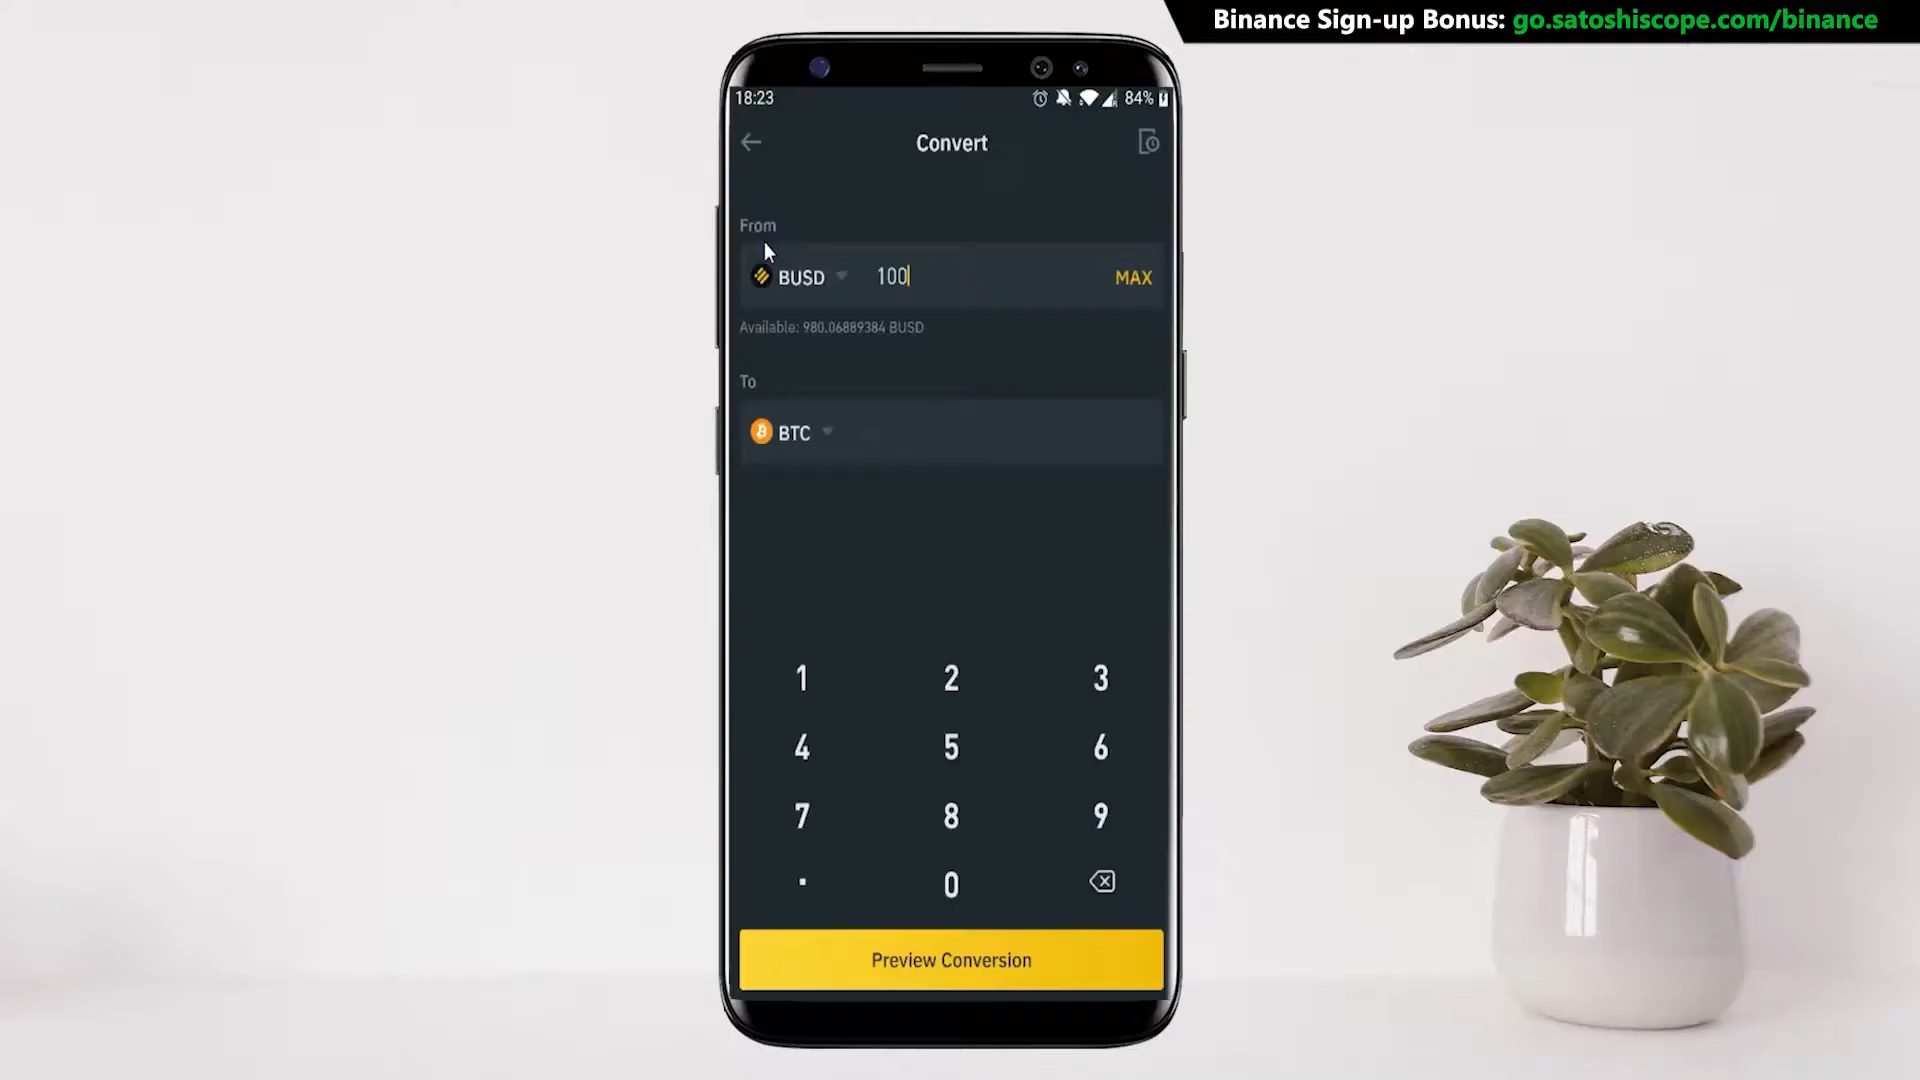 Binance Sign-up Bonus: go.satoshiscope.com/binance
18:23
84%
Convert
From
BUSD 100 MAX
Available: 980.06889384 BUSD
To
BTC
1 2 3
4 5 6
7 8 9
. 0
Preview Conversion